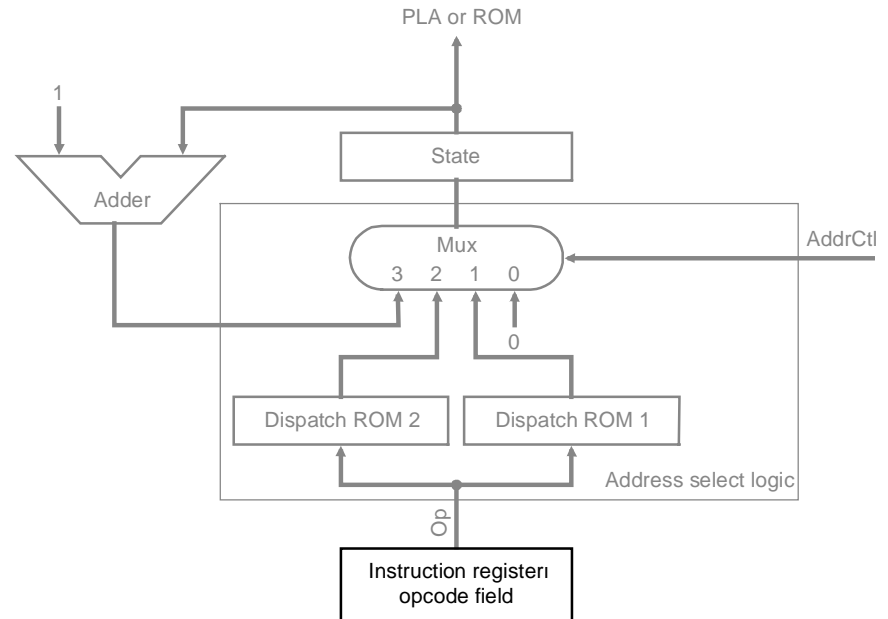 PLA or ROM
1
State
Adder
Mux
AddrCtl
3 2 1 0
0
Dispatch ROM 2
Dispatch ROM 1
Address select logic
Op
Instruction registerı
opcode field